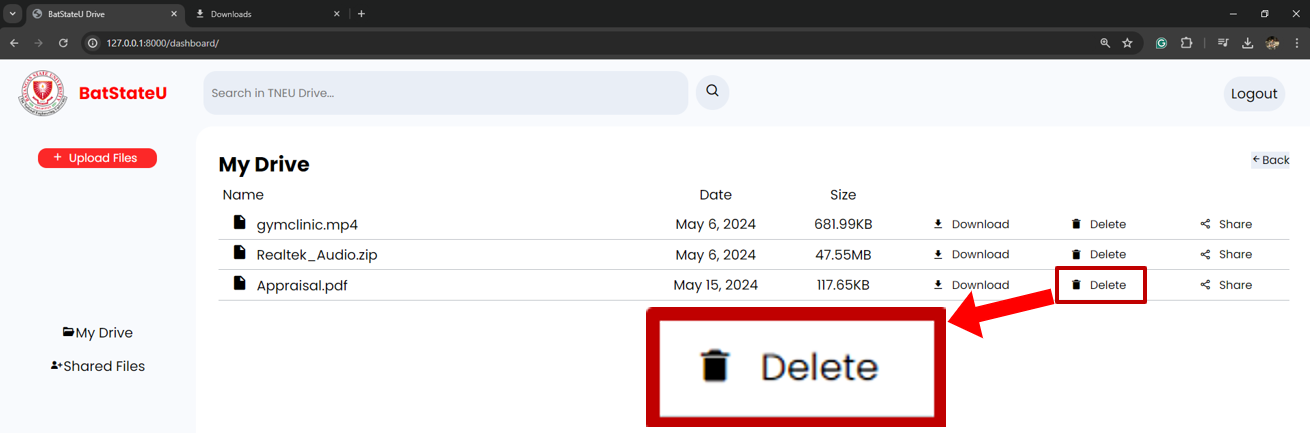 BatStateU Drive
Downloads
127.0.0.1:8000/dashboard/
BatStateU
Search in TNEU Drive...
Logout
+ Upload Files
My Drive
Back
Name Date Size
gymclinic.mp4 May 6, 2024 681.99KB Download Delete Share
Realtek_Audio.zip May 6, 2024 47.55MB Download Delete Share
Appraisal.pdf May 15, 2024 117.65KB Download Delete Share
My Drive
Shared Files
Delete